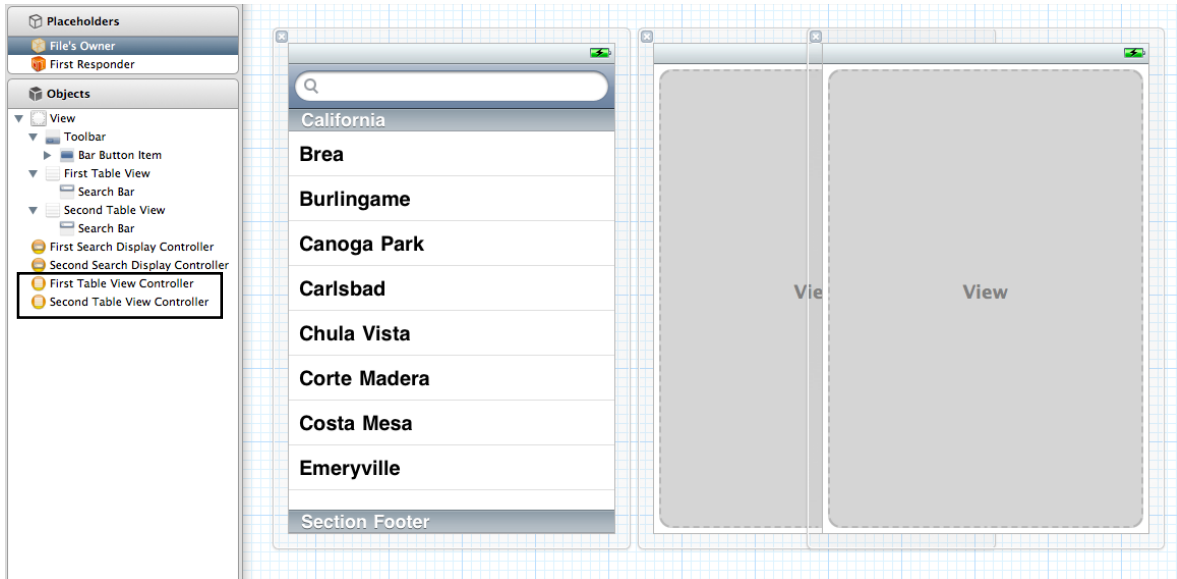 Placeholders
File's Owner
First Responder
Objects
View
Toolbar
Bar Button Item
First Table View
Search Bar
Second Table View
Search Bar
First Search Display Controller
Second Search Display Controller
First Table View Controller
Second Table View Controller
California
Brea
Burlingame
Canoga Park
Carlsbad
Chula Vista
Corte Madera
Costa Mesa
Emeryville
Section Footer
Vie
View